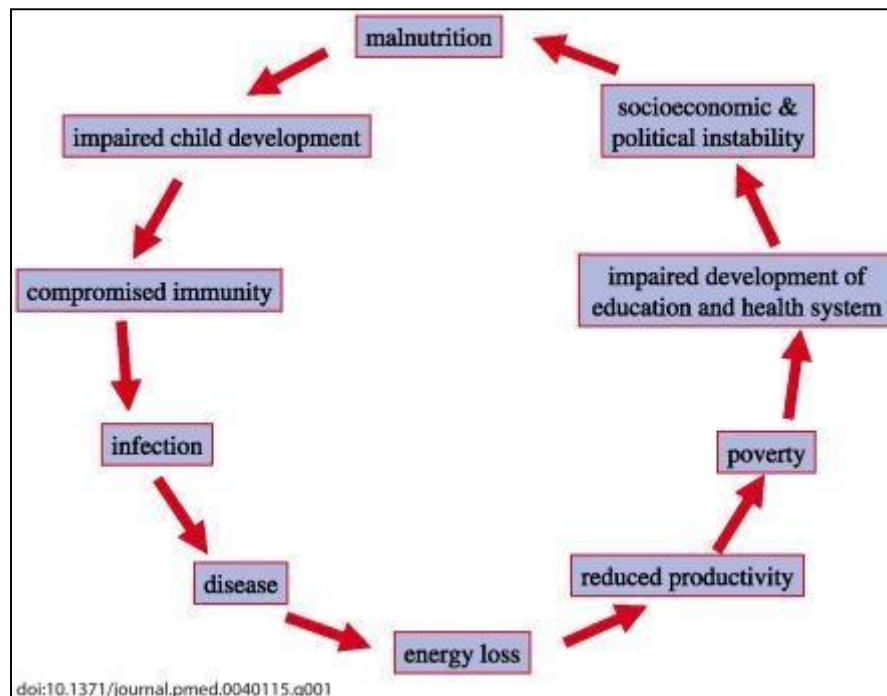 malnutrition
impaired child development
compromised immunity
infection
disease
energy loss
reduced productivity
poverty
impaired development of
education and health system
socioeconomic &
political instability
doi:10.1371/journal.pmed.0040115.g001